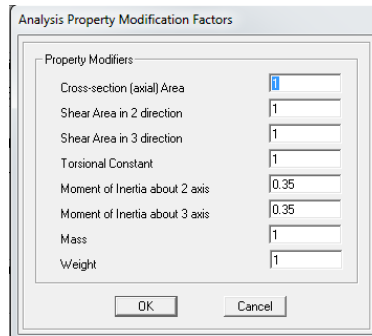 Analysis Property Modification Factors
Property Modifiers
Cross-section (axial) Area 1
Shear Area in 2 direction 1
Shear Area in 3 direction 1
Torsional Constant 1
Moment of Inertia about 2 axis 0.35
Moment of Inertia about 3 axis 0.35
Mass 1
Weight 1
OK Cancel